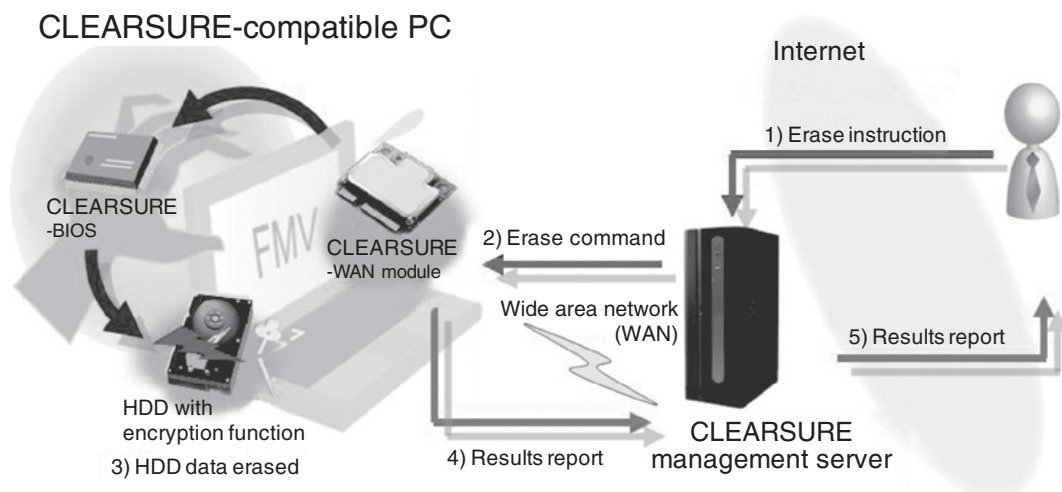 CLEARSURE-compatible PC
Internet
1) Erase instruction
CLEARSURE
-BIOS
FMV
CLEARSURE
-WAN module
2) Erase command
Wide area network
(WAN)
HDD with
encryption function
3) HDD data erased
4) Results report
5) Results report
CLEARSURE
management server